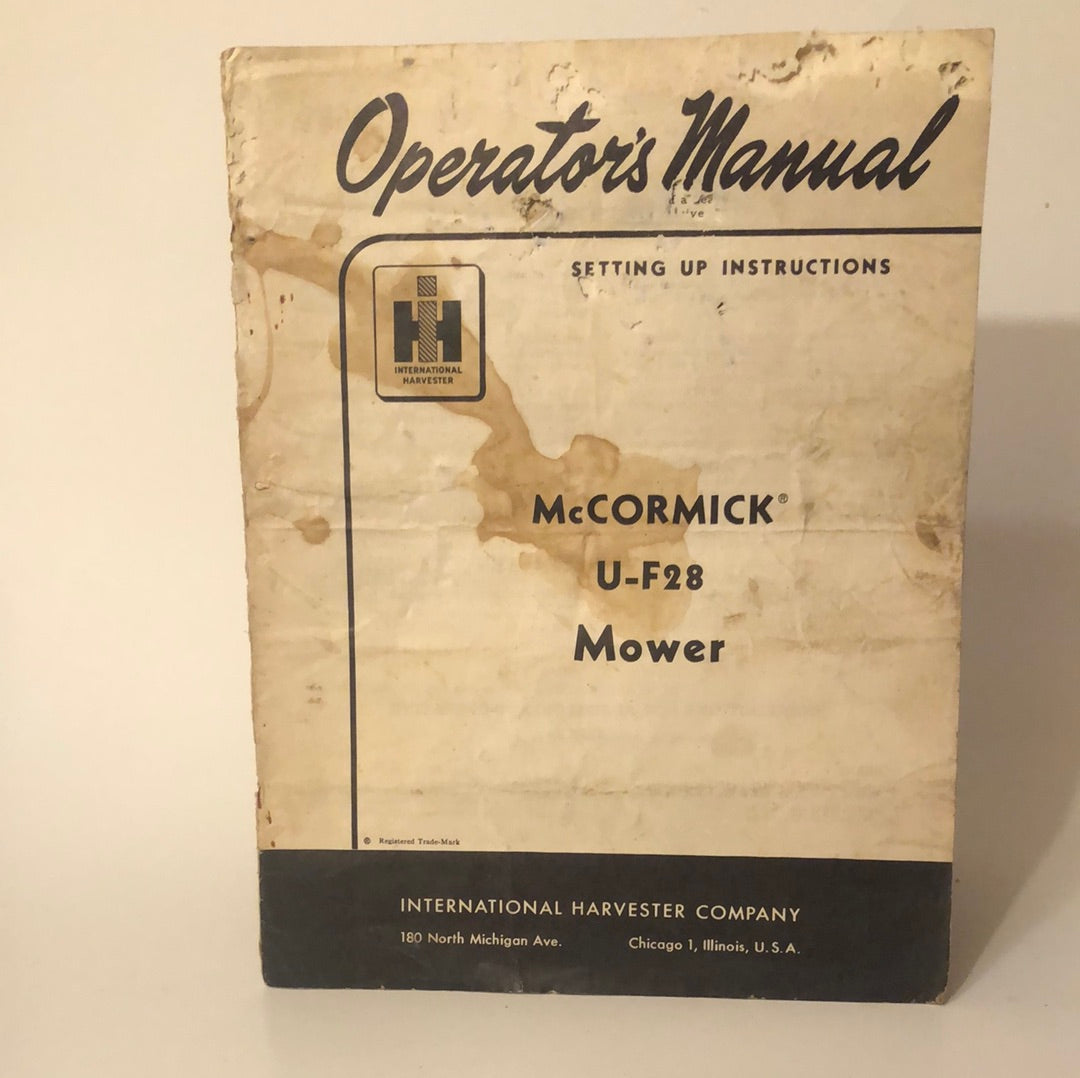 Operator's Manual
SETTING UP INSTRUCTIONS
IH
INTERNATIONAL
HARVESTER
McCORMICK®
U-F28
Mower
® Registered Trade-Mark
INTERNATIONAL HARVESTER COMPANY
180 North Michigan Ave. Chicago 1, Illinois, U.S.A.